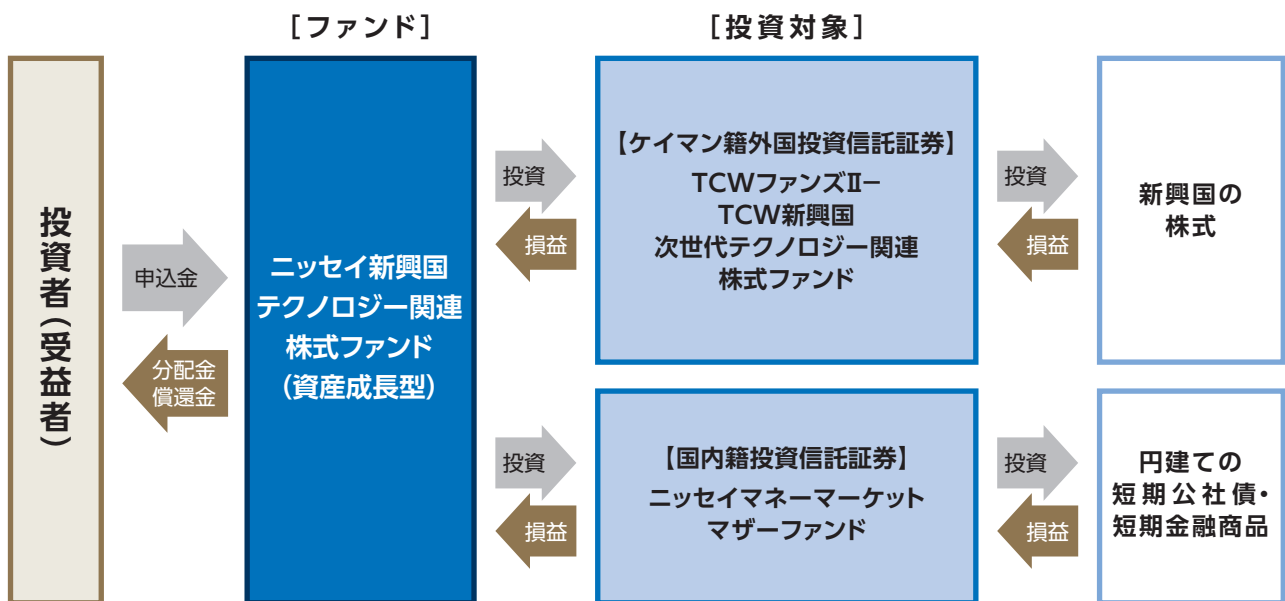 ［ファンド］
［投資対象］
投資者（受益者）
申込金
分配金
償還金
ニッセイ新興国
テクノロジー関連
株式ファンド
（資産成長型）
投資
損益
【ケイマン籍外国投資信託証券】
TCWファンズⅡー
TCW新興国
次世代テクノロジー関連
株式ファンド
投資
損益
新興国の
株式
投資
損益
【国内籍投資信託証券】
ニッセイマネーマーケット
マザーファンド
投資
損益
円建ての
短期公社債・
短期金融商品